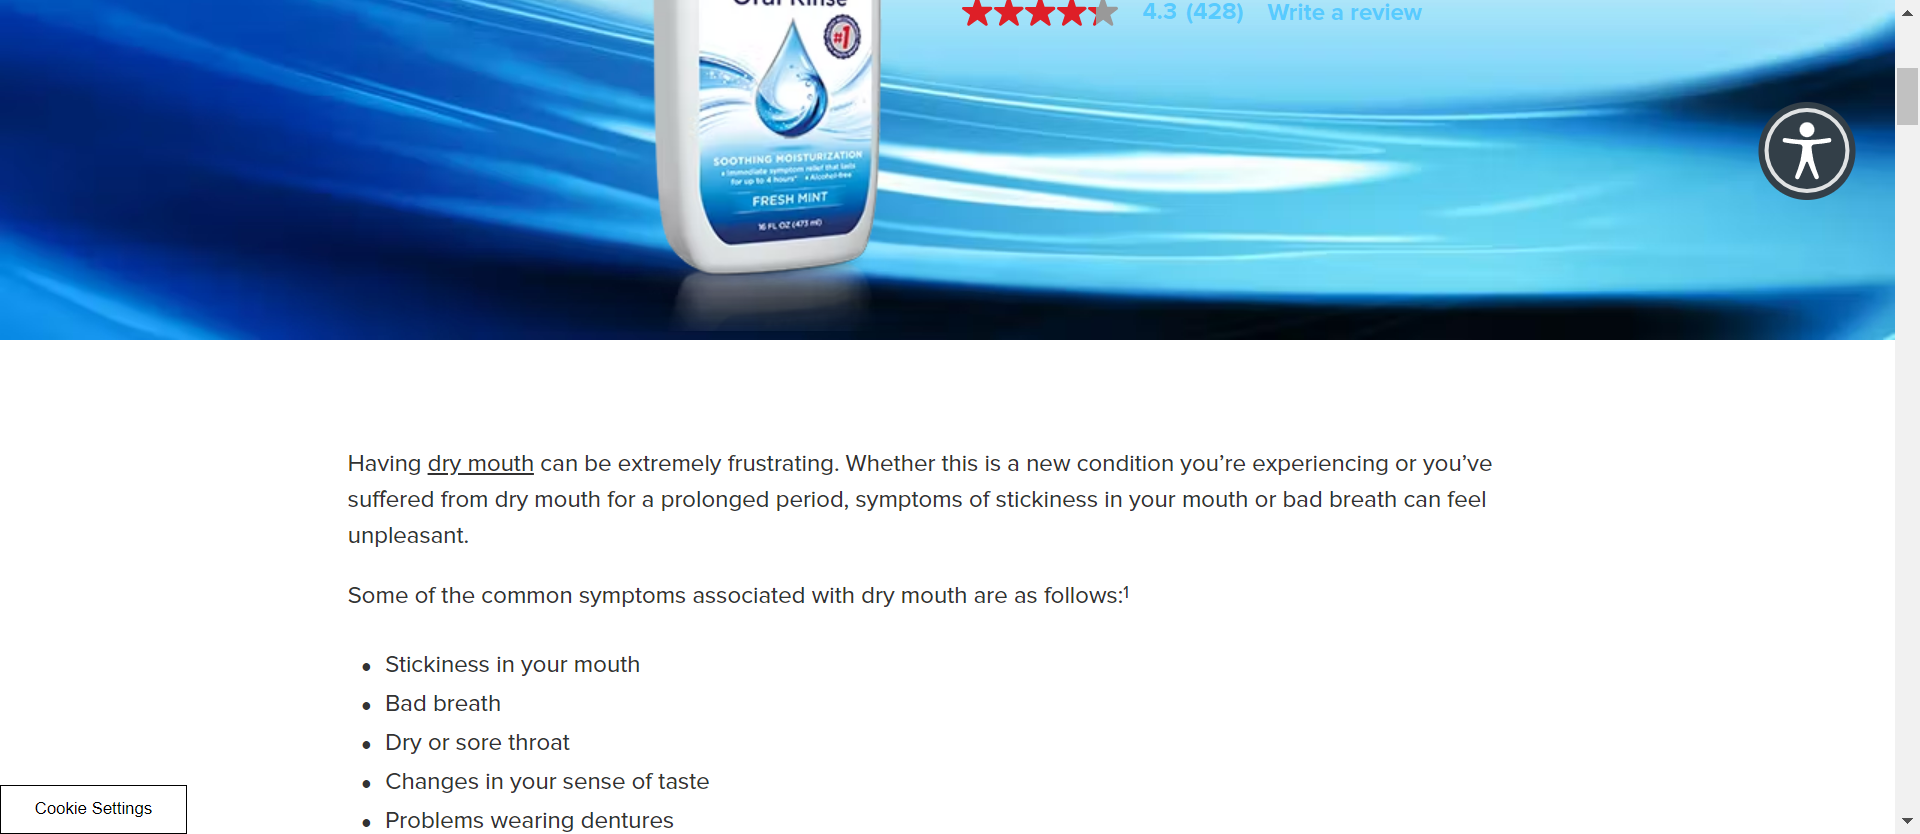 Oral Rinse
4.3 (428) Write a review
#1
SOOTHING MOISTURIZATION
• Immediate symptom relief that lasts
for up to 4 hours* • Alcohol-free
FRESH MINT
16 FL OZ (473 ml)
Having dry mouth can be extremely frustrating. Whether this is a new condition you’re experiencing or you’ve
suffered from dry mouth for a prolonged period, symptoms of stickiness in your mouth or bad breath can feel
unpleasant.
Some of the common symptoms associated with dry mouth are as follows:¹
• Stickiness in your mouth
• Bad breath
• Dry or sore throat
• Changes in your sense of taste
• Problems wearing dentures
Cookie Settings